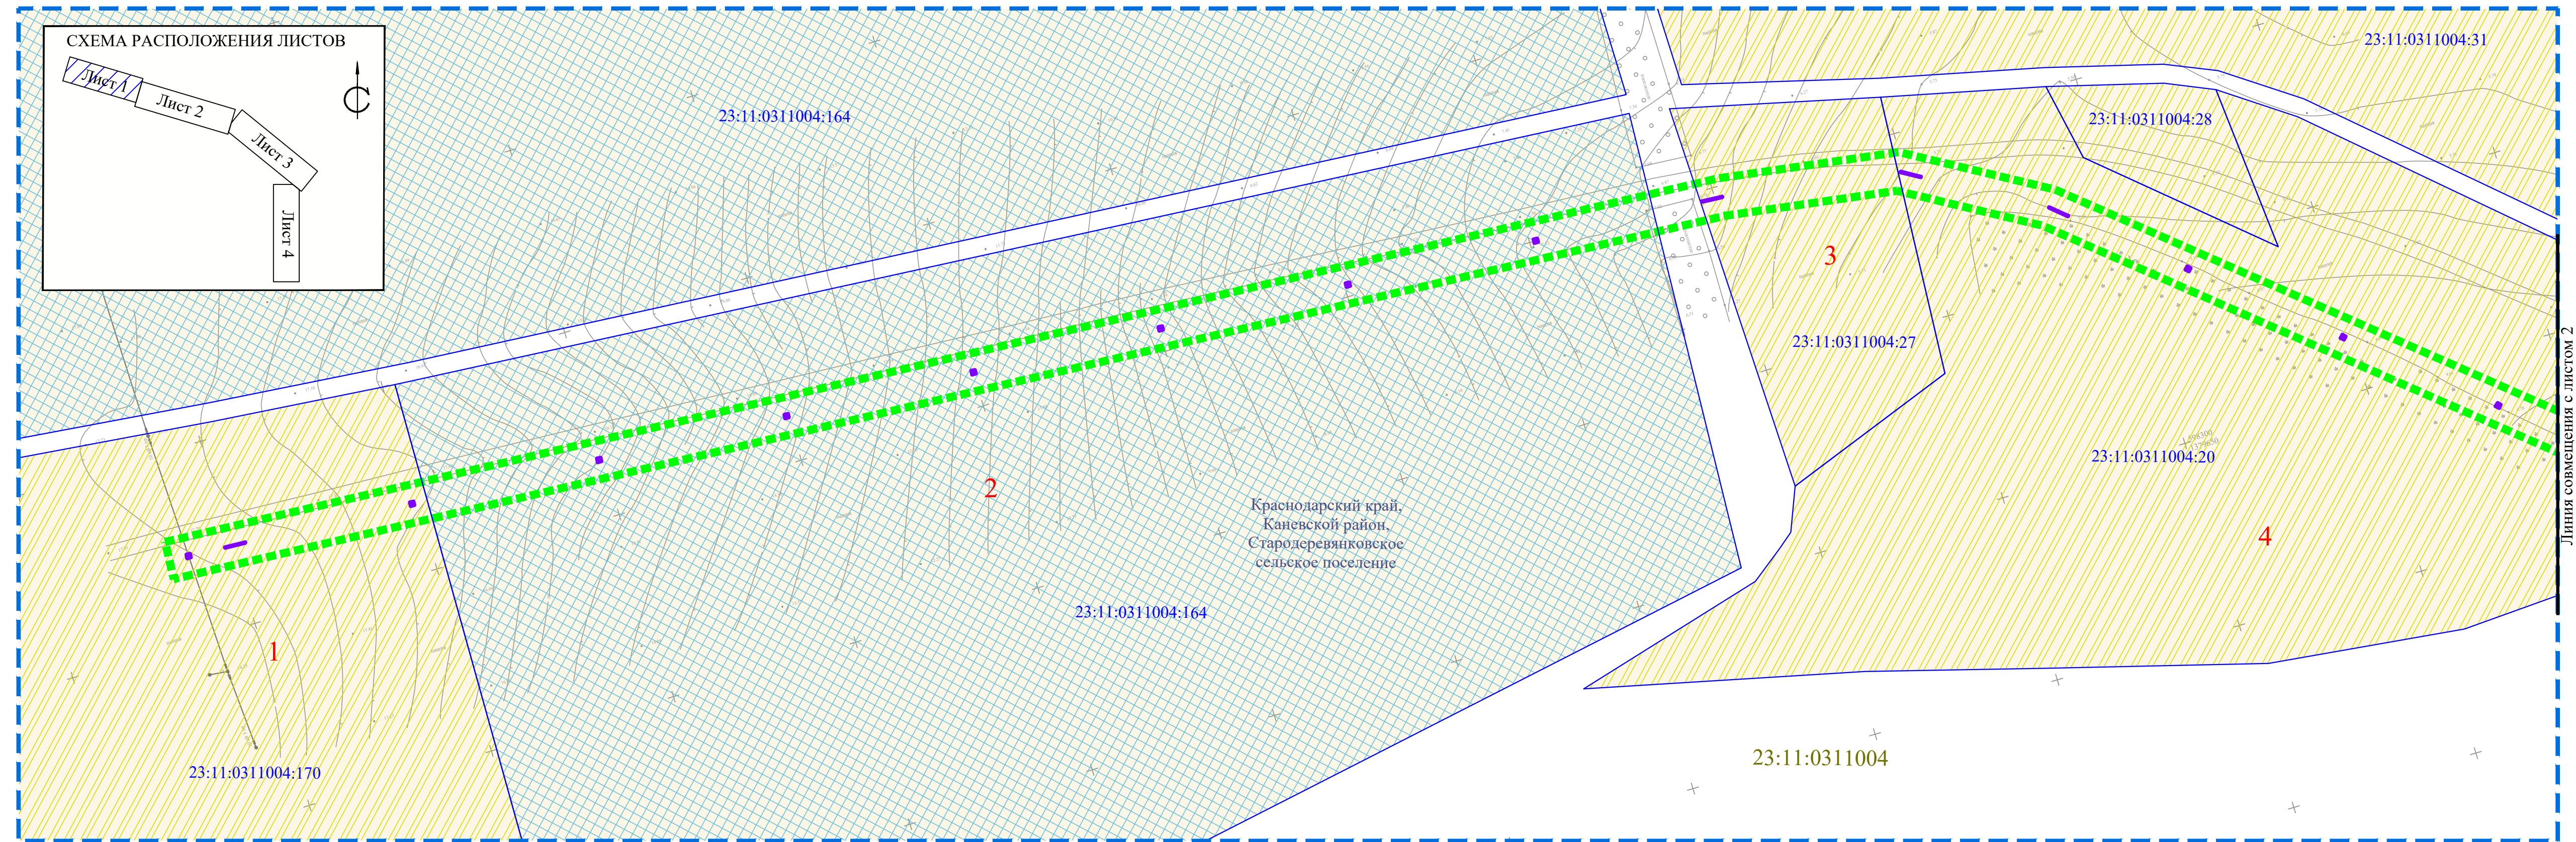 СХЕМА РАСПОЛОЖЕНИЯ ЛИСТОВ
Лист 1
Лист 2
Лист 3
Лист 4
23:11:0311004:31
23:11:0311004:164
23:11:0311004:28
3
23:11:0311004:27
Линия совмещения с листом 2
598300
1379850
23:11:0311004:20
2
Краснодарский край,
Каневской район,
Стародеревянковское
сельское поселение
4
23:11:0311004:164
1
23:11:0311004
23:11:0311004:170